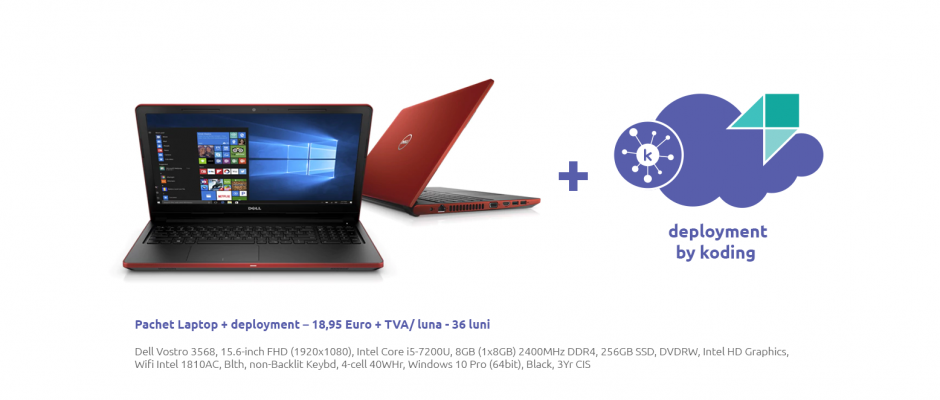 DELL
DELL
k
deployment
by koding
Pachet Laptop + deployment – 18,95 Euro + TVA/ luna - 36 luni
Dell Vostro 3568, 15.6-inch FHD (1920x1080), Intel Core i5-7200U, 8GB (1x8GB) 2400MHz DDR4, 256GB SSD, DVDRW, Intel HD Graphics,
Wifi Intel 1810AC, Blth, non-Backlit Keybd, 4-cell 40WHr, Windows 10 Pro (64bit), Black, 3Yr CIS